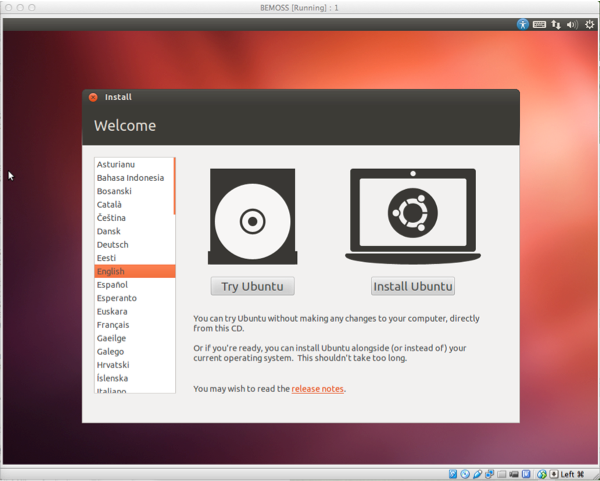 BEMOSS [Running] : 1
Install
Welcome
Asturianu
Bahasa Indonesia
Bosanski
Català
Čeština
Dansk
Deutsch
Eesti
English
Español
Esperanto
Euskara
Français
Gaeilge
Galego
Hrvatski
Íslenska
Italiano
Try Ubuntu
Install Ubuntu
You can try Ubuntu without making any changes to your computer, directly
from this CD.
Or if you're ready, you can install Ubuntu alongside (or instead of) your
current operating system. This shouldn't take too long.
You may wish to read the release notes.
Left ⌘